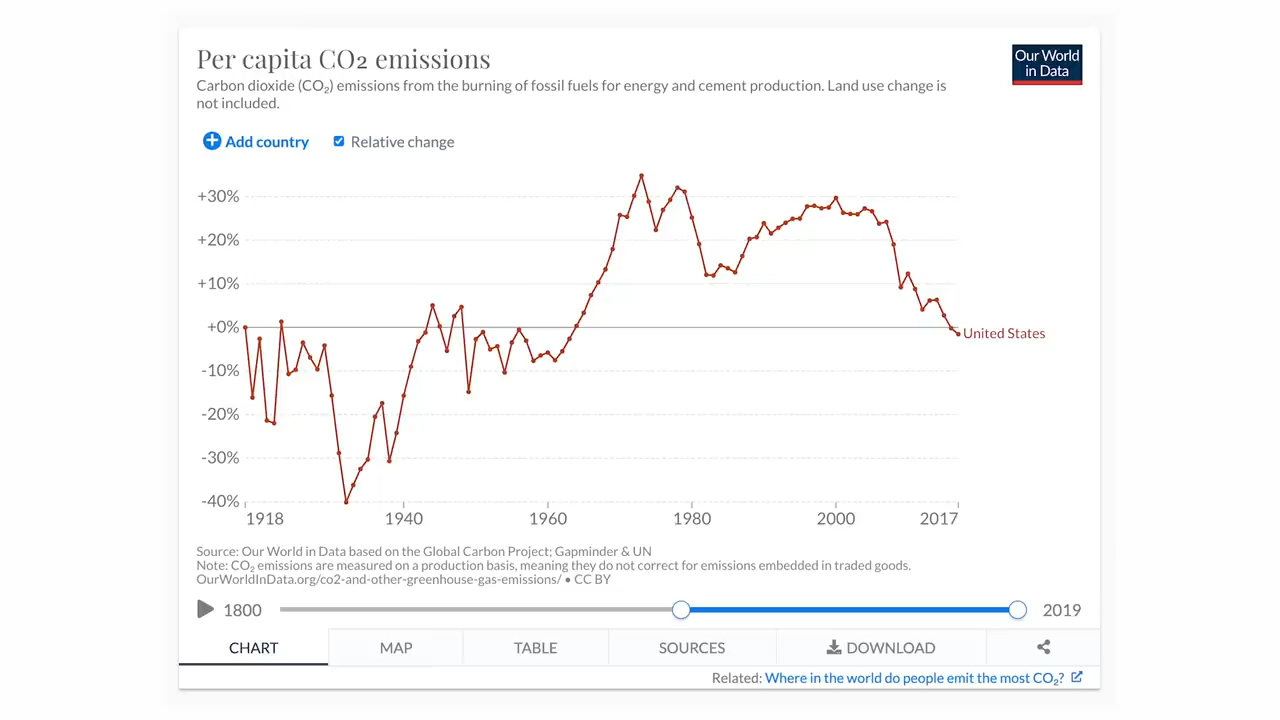 Per capita CO₂ emissions
Our World
in Data
Carbon dioxide (CO₂) emissions from the burning of fossil fuels for energy and cement production. Land use change is
not included.
Add country
Relative change
+30%
+20%
+10%
+0%
-10%
-20%
-30%
-40%
United States
1918 1940 1960 1980 2000 2017
Source: Our World in Data based on the Global Carbon Project; Gapminder & UN
Note: CO₂ emissions are measured on a production basis, meaning they do not correct for emissions embedded in traded goods.
OurWorldInData.org/co2-and-other-greenhouse-gas-emissions/ • CC BY
1800 2019
CHART MAP TABLE SOURCES DOWNLOAD
Related: Where in the world do people emit the most CO₂?